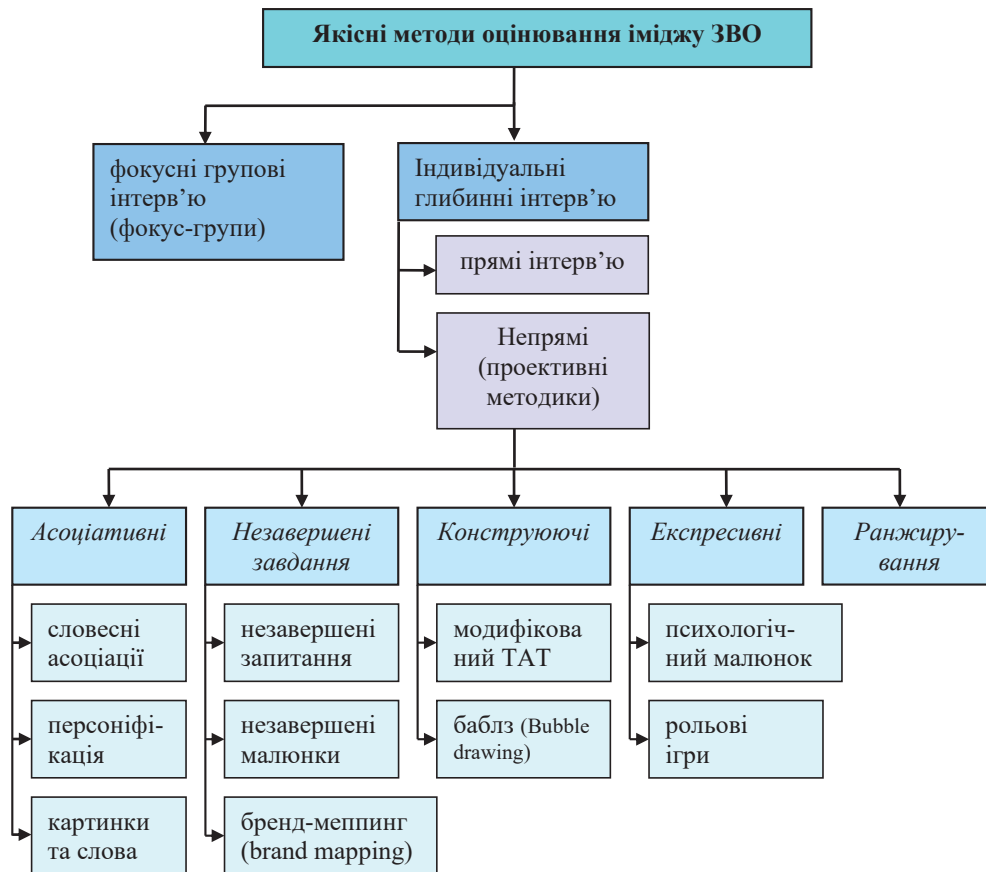 Якісні методи оцінювання іміджу ЗВО
фокусні групові
інтерв’ю
(фокус-групи)
Індивідуальні
глибинні інтерв’ю
прямі інтерв’ю
Непрямі
(проективні
методики)
Асоціативні
Незавершені
завдання
Конструюючі
Експресивні
Ранжиру-
вання
словесні
асоціації
незавершені
запитання
модифікова
ний ТАТ
психологіч-
ний малюнок
персоніфі-
кація
незавершені
малюнки
баблз (Bubble
drawing)
рольові
ігри
картинки
та слова
бренд-меппинг
(brand mapping)